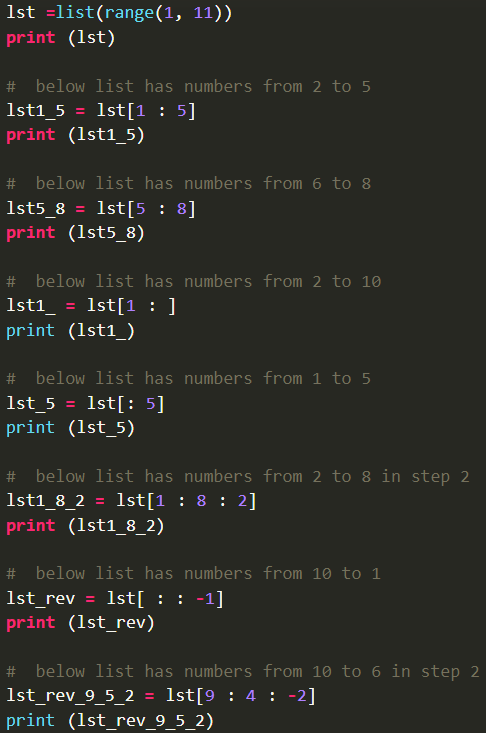 lst =list(range(1, 11))
print (lst)
#  below list has numbers from 2 to 5
lst1_5 = lst[1 : 5]
print (lst1_5)
#  below list has numbers from 6 to 8
lst5_8 = lst[5 : 8]
print (lst5_8)
#  below list has numbers from 2 to 10
lst1_ = lst[1 : ]
print (lst1_)
#  below list has numbers from 1 to 5
lst_5 = lst[: 5]
print (lst_5)
#  below list has numbers from 2 to 8 in step 2
lst1_8_2 = lst[1 : 8 : 2]
print (lst1_8_2)
#  below list has numbers from 10 to 1
lst_rev = lst[ : : -1]
print (lst_rev)
#  below list has numbers from 10 to 6 in step 2
lst_rev_9_5_2 = lst[9 : 4 : -2]
print (lst_rev_9_5_2)